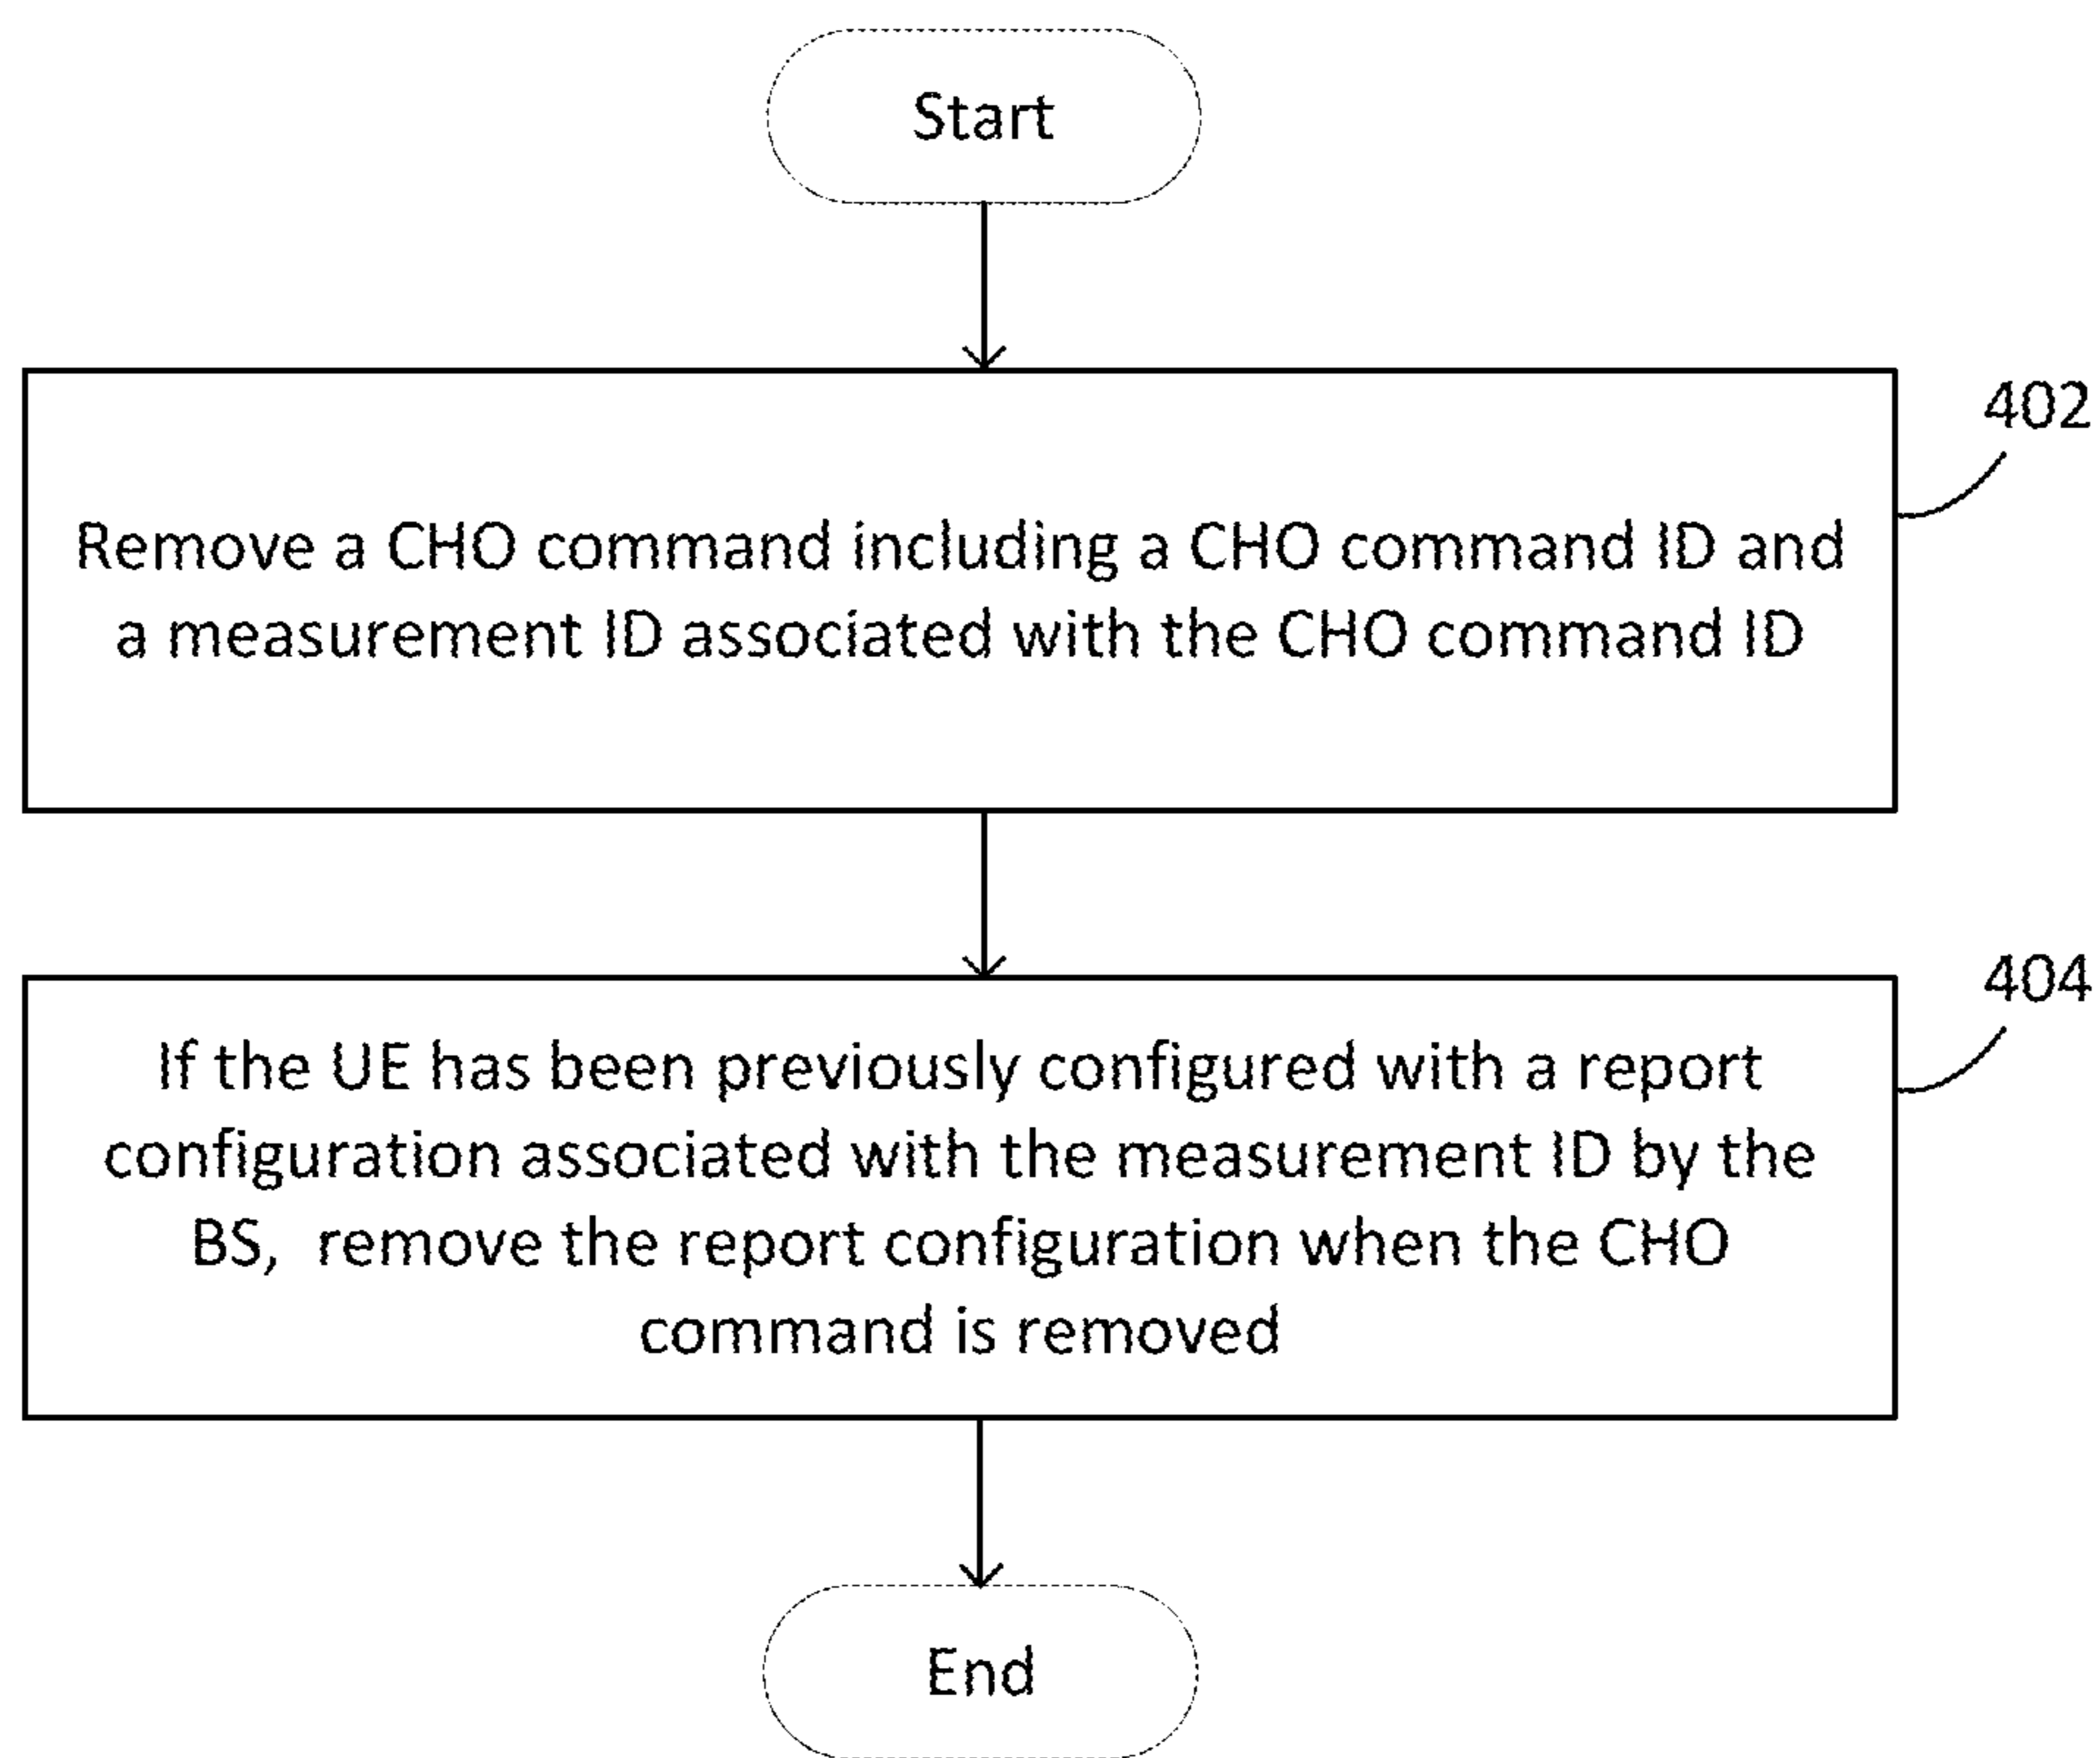 Start
402
Remove a CHO command including a CHO command ID and
a measurement ID associated with the CHO command ID
404
If the UE has been previously configured with a report
configuration associated with the measurement ID by the
BS, remove the report configuration when the CHO
command is removed
End